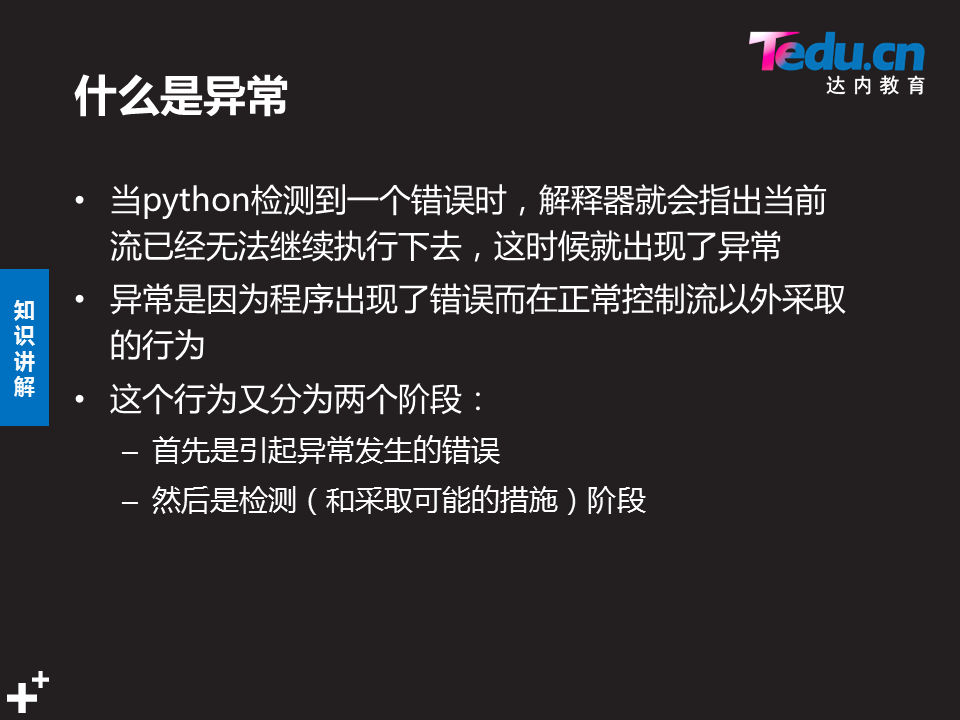 Tedu.cn
达内教育
什么是异常
• 当python检测到一个错误时，解释器就会指出当前
流已经无法继续执行下去，这时候就出现了异常
• 异常是因为程序出现了错误而在正常控制流以外采取
的行为
• 这个行为又分为两个阶段：
– 首先是引起异常发生的错误
– 然后是检测（和采取可能的措施）阶段
知识讲解